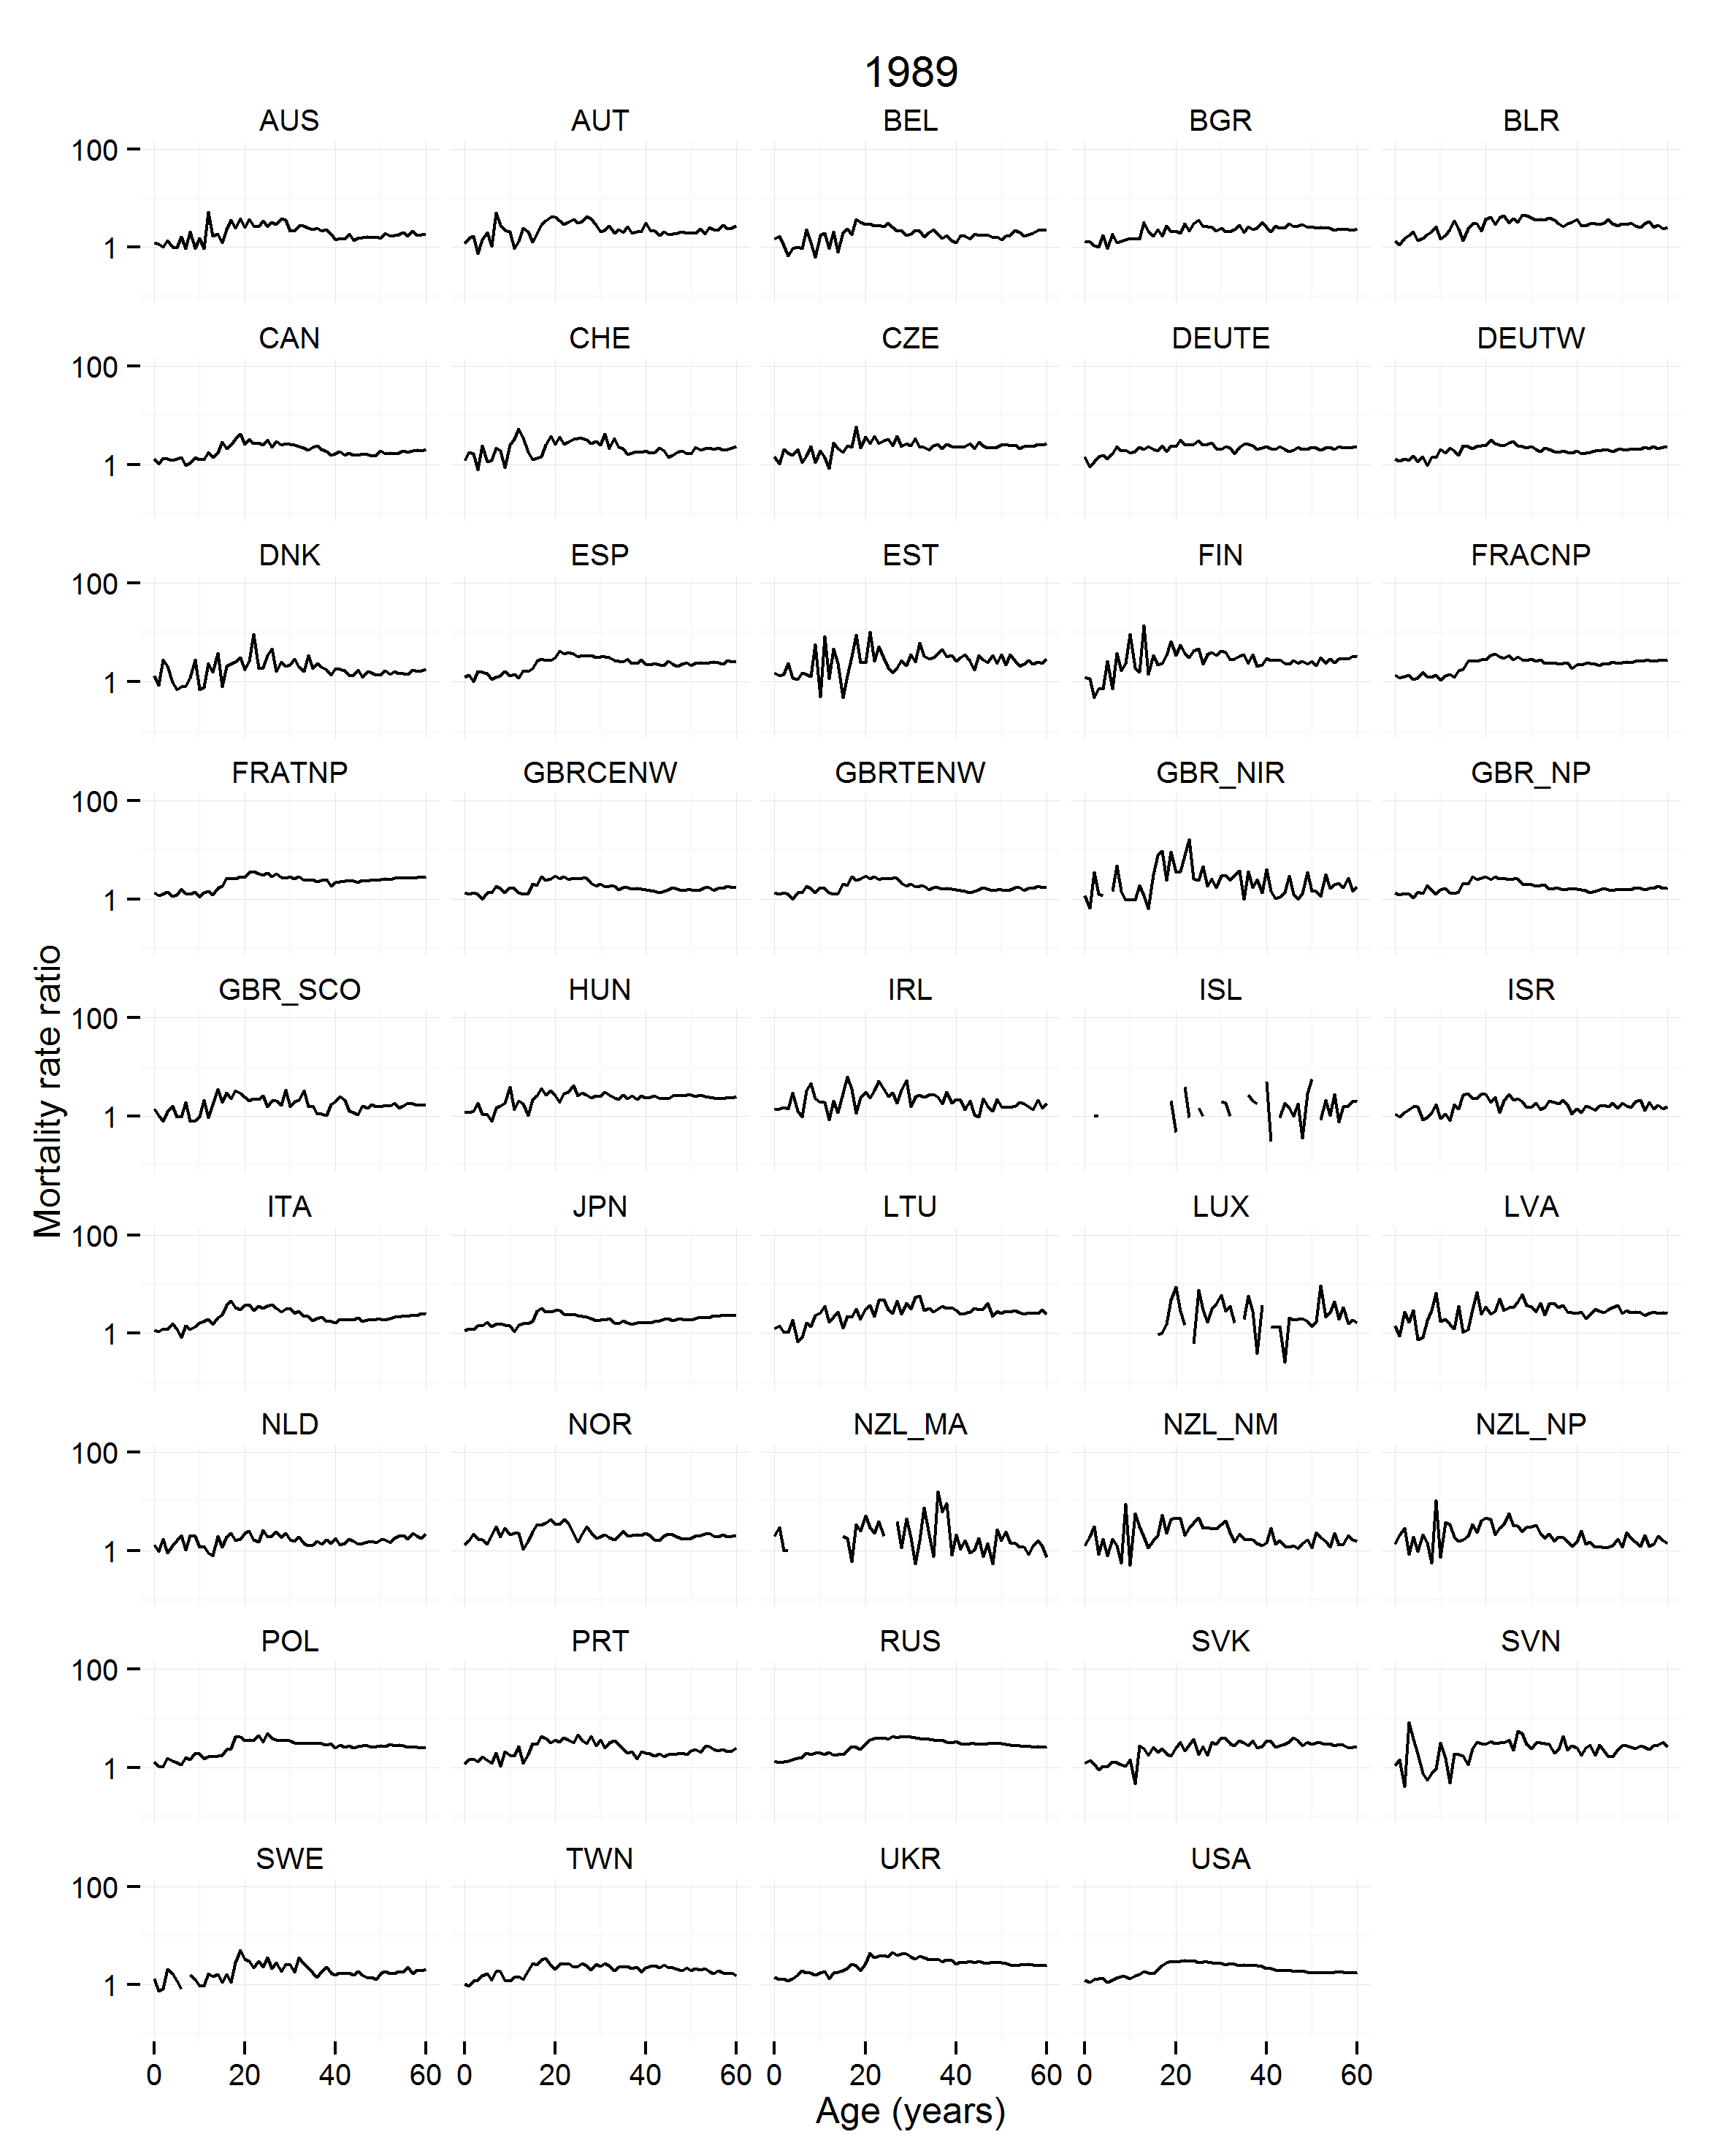 1989
AUS AUT BEL BGR BLR
100
1
CAN CHE CZE DEUTE DEUTW
100
1
DNK ESP EST FIN FRACNP
100
1
FRATNP GBRCENW GBRTENW GBR_NIR GBR_NP
100
1
Mortality rate ratio
GBR_SCO HUN IRL ISL ISR
100
1
ITA JPN LTU LUX LVA
100
1
NLD NOR NZL_MA NZL_NM NZL_NP
100
1
POL PRT RUS SVK SVN
100
1
SWE TWN UKR USA
100
1
0 20 40 60 0 20 40 60 0 20 40 60 0 20 40 60
Age (years)